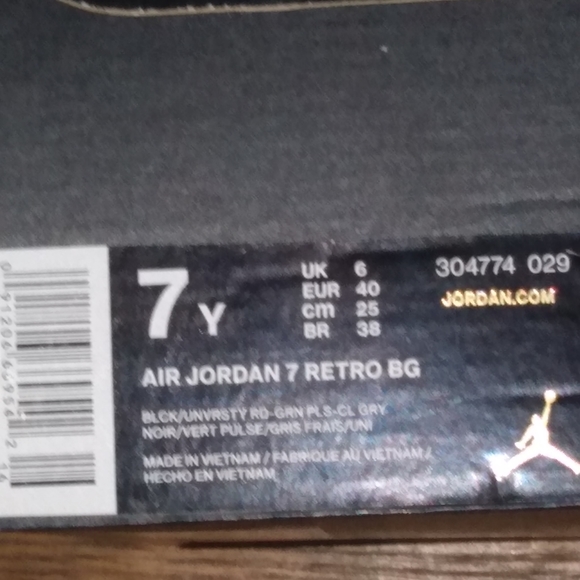 7 Y
UK 6
EUR 40
cm 25
BR 38
304774 029
JORDAN.COM
AIR JORDAN 7 RETRO BG
BLCK/UNVRSTY RD-GRN PLS-CL GRY
NOIR/VERT PULSE/GRIS FRAIS/UNI
MADE IN VIETNAM / FABRIQUE AU VIETNAM /
HECHO EN VIETNAM